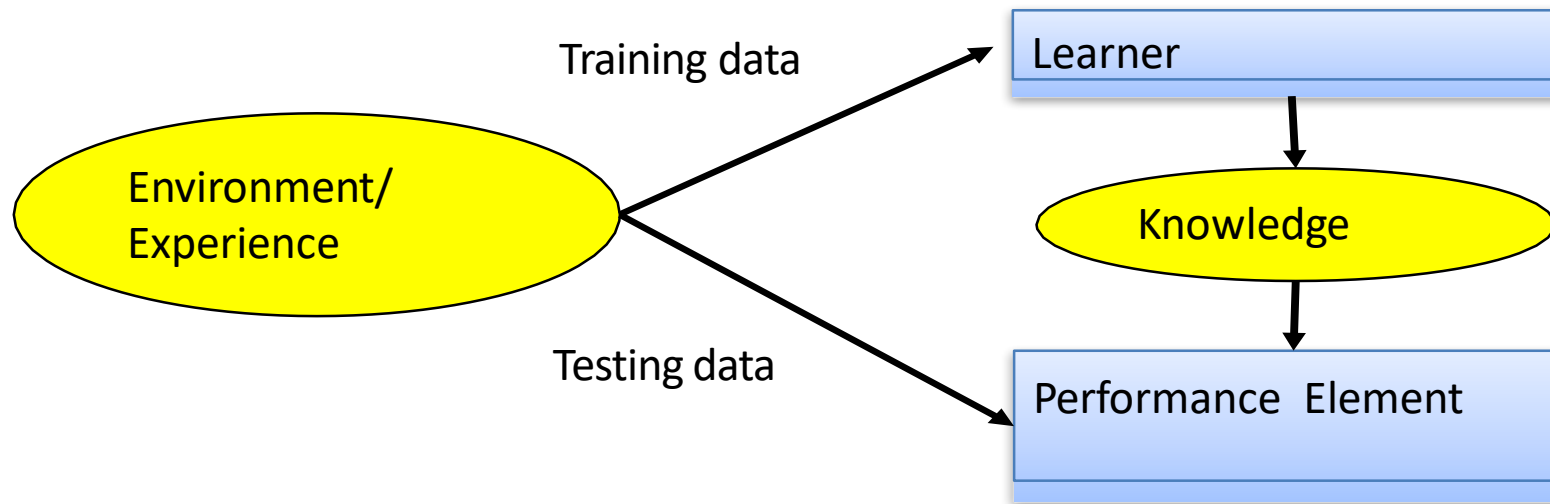 Training data
Learner
Environment/
Experience
Knowledge
Testing data
Performance Element